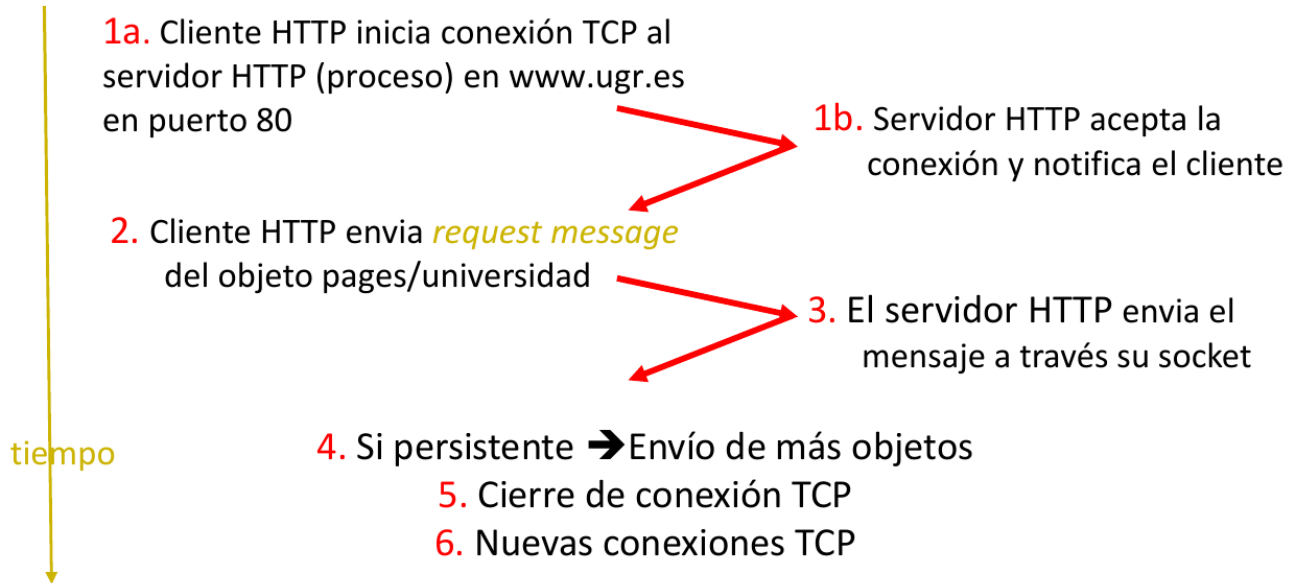 1a. Cliente HTTP inicia conexión TCP al
servidor HTTP (proceso) en www.ugr.es
en puerto 80
1b. Servidor HTTP acepta la
conexión y notifica el cliente
2. Cliente HTTP envia request message
del objeto pages/universidad
3. El servidor HTTP envia el
mensaje a través su socket
tiempo
4. Si persistente ➔Envío de más objetos
5. Cierre de conexión TCP
6. Nuevas conexiones TCP